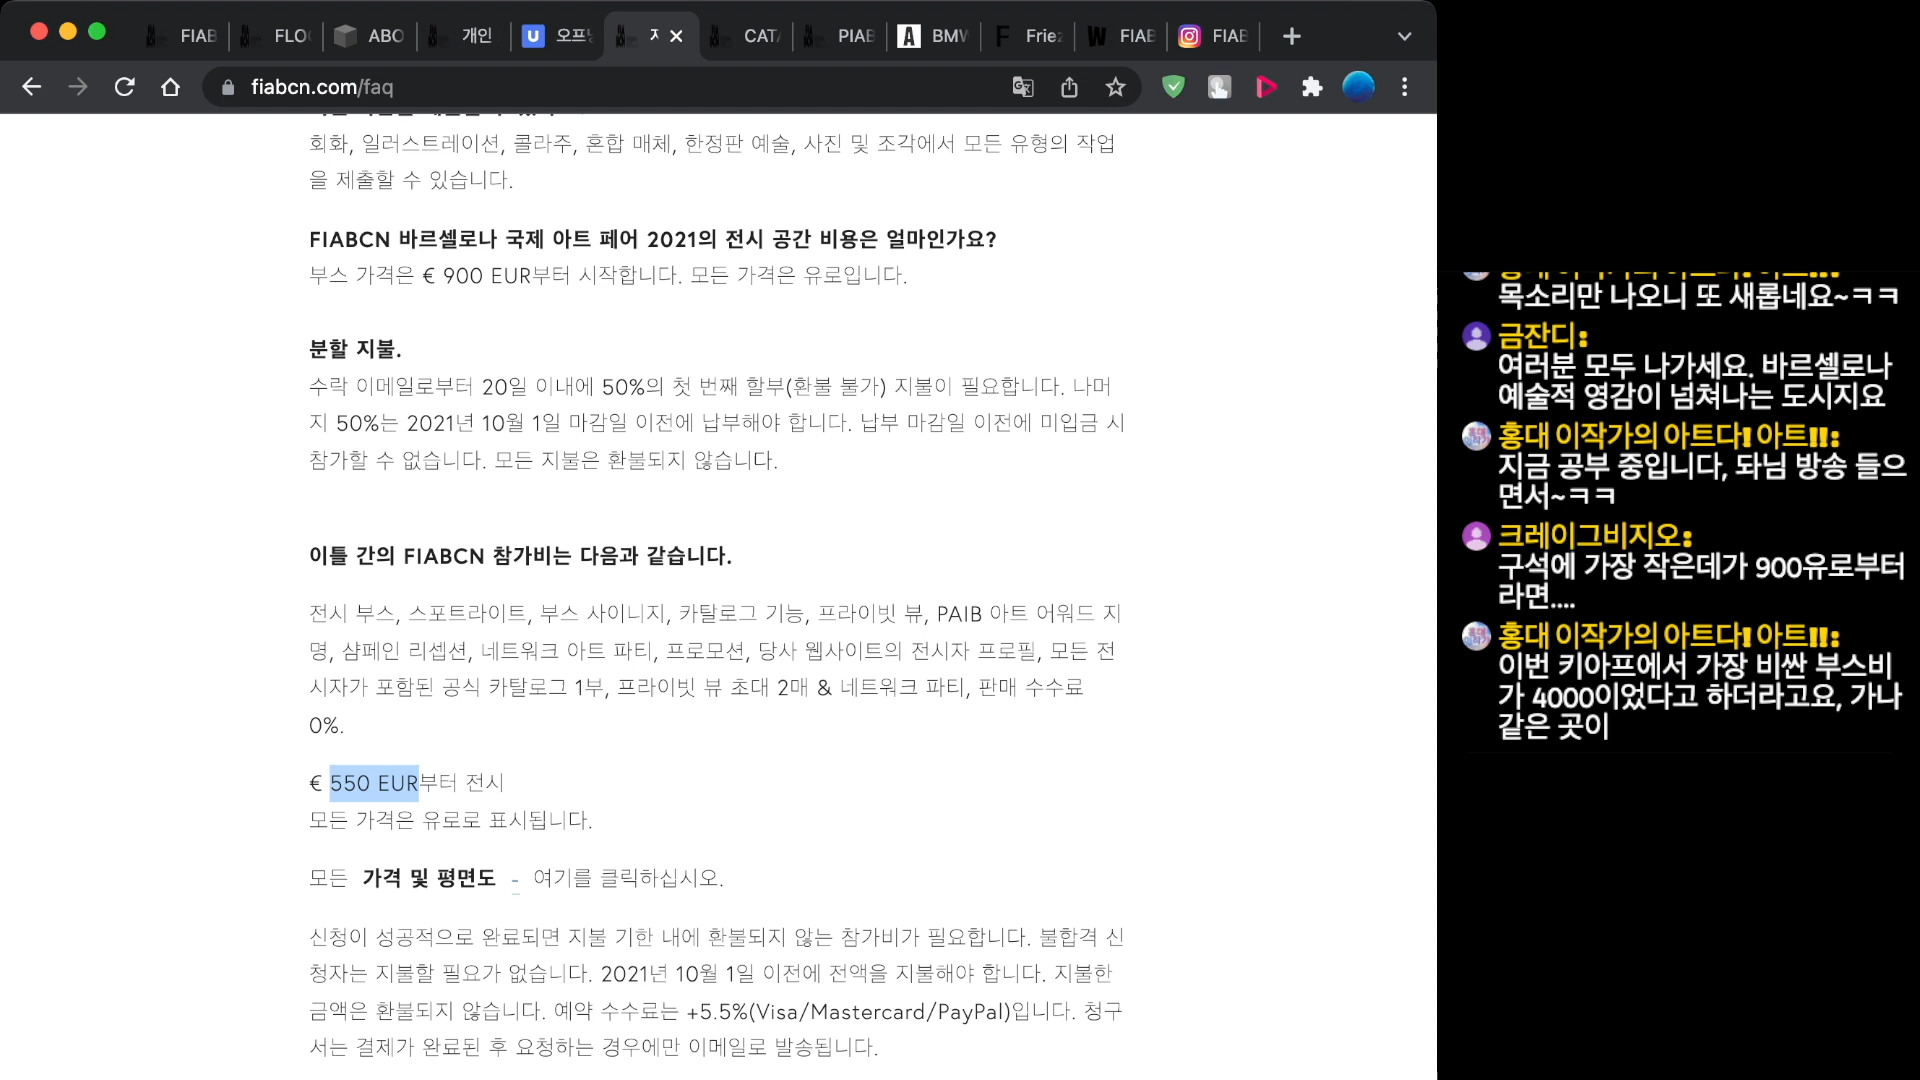 FIAB
FLO
ABO
개인
오프닝
CATA
PIAB
BMW
Friez
FIAB
FIAB
fiabcn.com/faq
회화, 일러스트레이션, 콜라주, 혼합 매체, 한정판 예술, 사진 및 조각에서 모든 유형의 작업
을 제출할 수 있습니다.
FIABCN 바르셀로나 국제 아트 페어 2021의 전시 공간 비용은 얼마인가요?
부스 가격은 € 900 EUR부터 시작합니다. 모든 가격은 유로입니다.
분할 지불.
수락 이메일로부터 20일 이내에 50%의 첫 번째 할부(환불 불가) 지불이 필요합니다. 나머
지 50%는 2021년 10월 1일 마감일 이전에 납부해야 합니다. 납부 마감일 이전에 미입금 시
참가할 수 없습니다. 모든 지불은 환불되지 않습니다.
이틀 간의 FIABCN 참가비는 다음과 같습니다.
전시 부스, 스포트라이트, 부스 사이니지, 카탈로그 기능, 프라이빗 뷰, PAIB 아트 어워드 지
명, 샴페인 리셉션, 네트워크 아트 파티, 프로모션, 당사 웹사이트의 전시자 프로필, 모든 전
시자가 포함된 공식 카탈로그 1부, 프라이빗 뷰 초대 2매 & 네트워크 파티, 판매 수수료
0%.
€ 550 EUR부터 전시
모든 가격은 유로로 표시됩니다.
모든 가격 및 평면도 - 여기를 클릭하십시오.
신청이 성공적으로 완료되면 지불 기한 내에 환불되지 않는 참가비가 필요합니다. 불합격 신
청자는 지불할 필요가 없습니다. 2021년 10월 1일 이전에 전액을 지불해야 합니다. 지불한
금액은 환불되지 않습니다. 예약 수수료는 +5.5%(Visa/Mastercard/PayPal)입니다. 청구
서는 결제가 완료된 후 요청하는 경우에만 이메일로 발송됩니다.
홍대 이작가의 아트다! 아트!!:
목소리만 나오니 또 새롭네요~ㅋㅋ
금잔디:
여러분 모두 나가세요. 바르셀로나
예술적 영감이 넘쳐나는 도시지요
홍대 이작가의 아트다! 아트!!:
지금 공부 중입니다, 돠님 방송 들으
면서~ㅋㅋ
크레이그비지오:
구석에 가장 작은데가 900유로부터
라면....
홍대 이작가의 아트다! 아트!!:
이번 키아프에서 가장 비싼 부스비
가 4000이었다고 하더라고요, 가나
같은 곳이